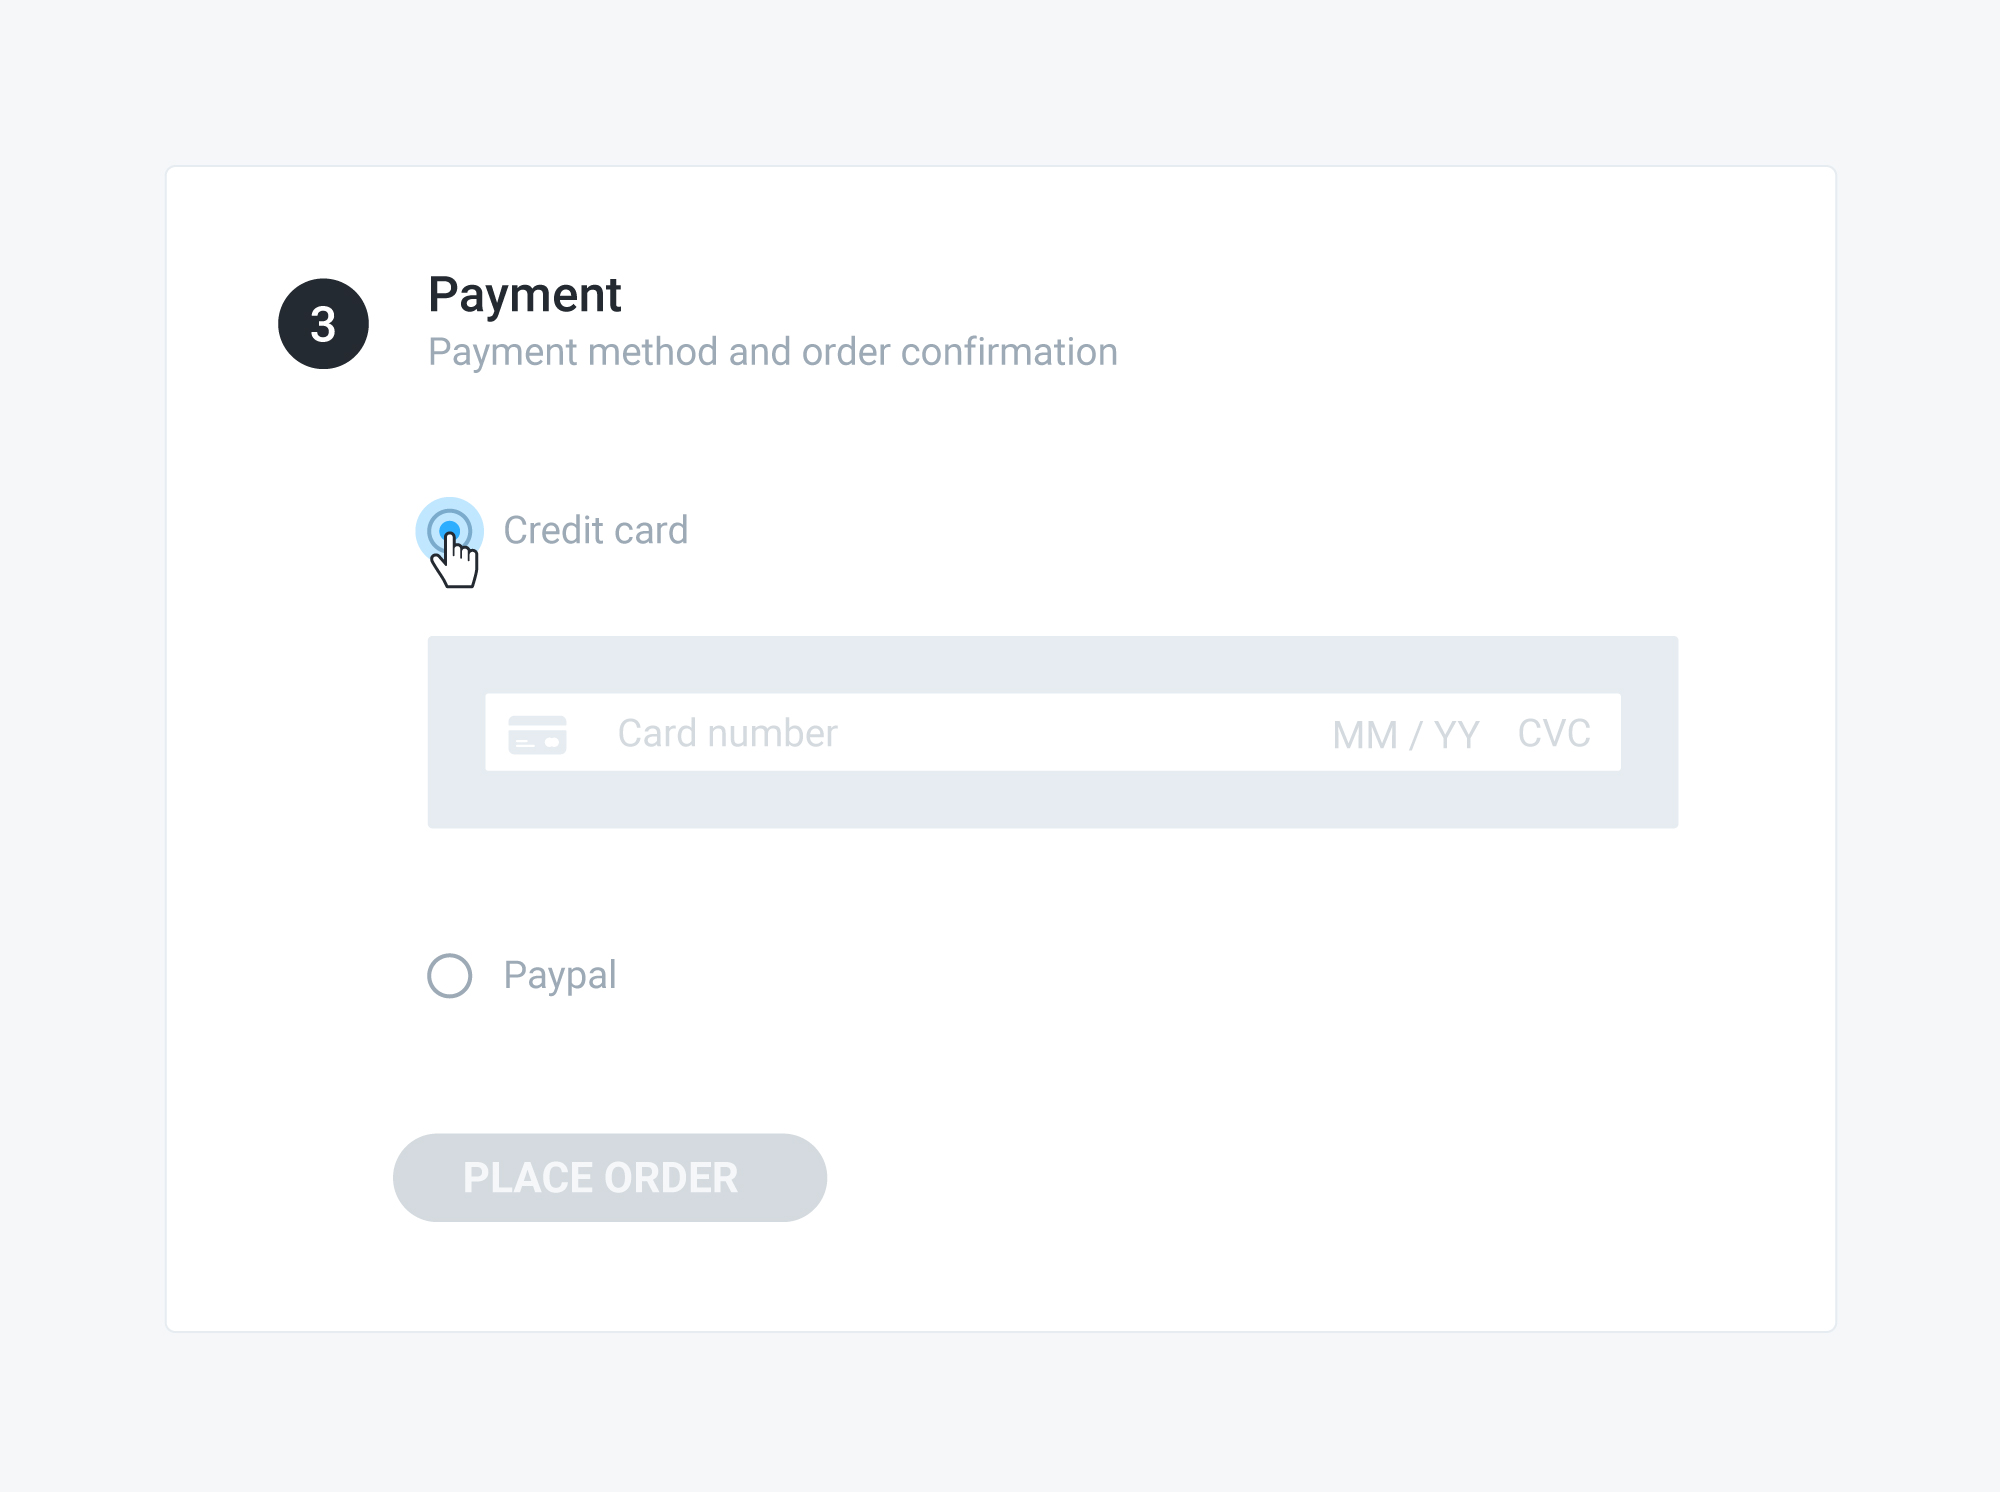 3
Payment
Payment method and order confirmation
Credit card
Card number MM / YY CVC
Paypal
PLACE ORDER